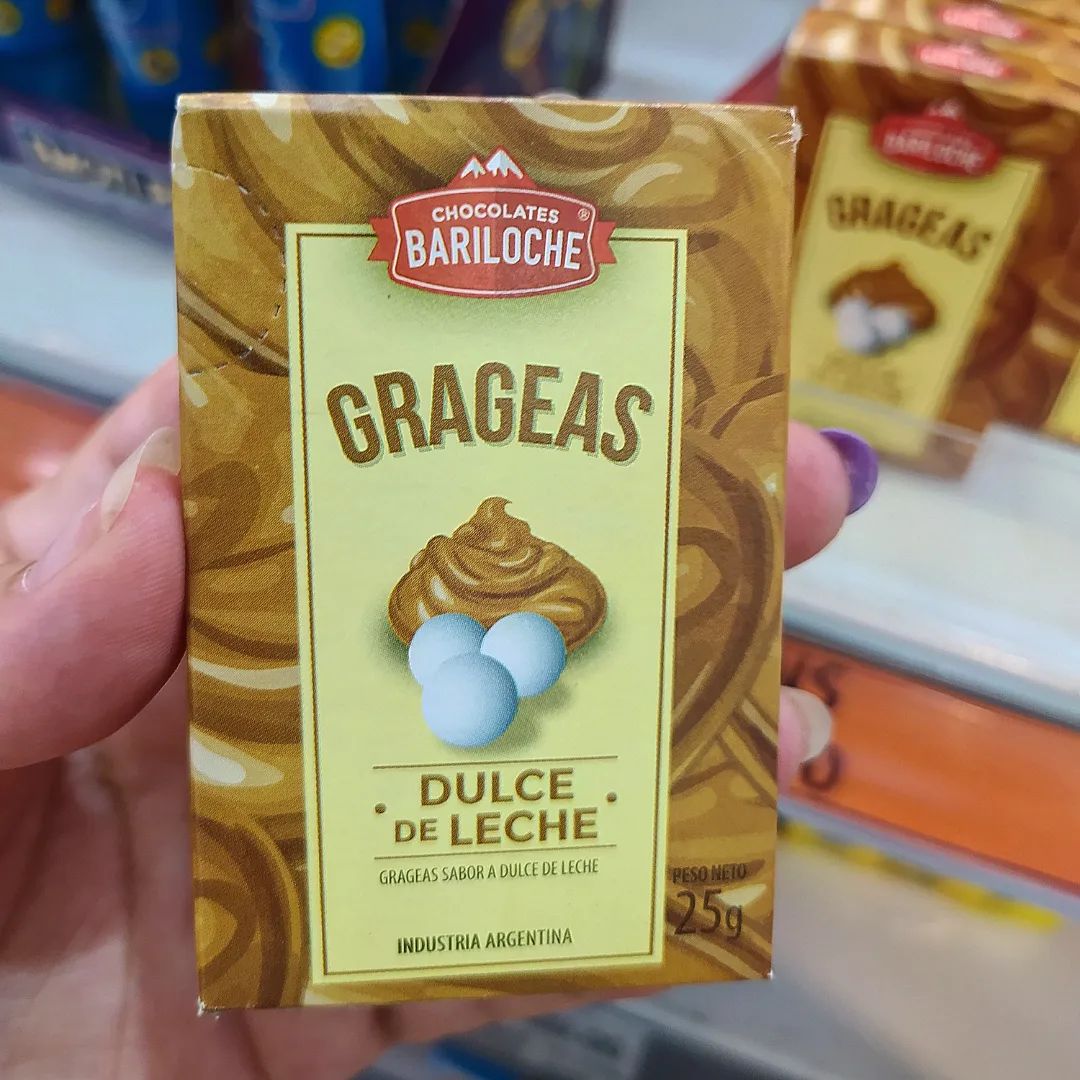 CHOCOLATES ®
BARILOCHE
GRAGEAS
DULCE
DE LECHE
GRAGEAS SABOR A DULCE DE LECHE
INDUSTRIA ARGENTINA
PESO NETO
25g
BARILOCHE
GRAGEAS